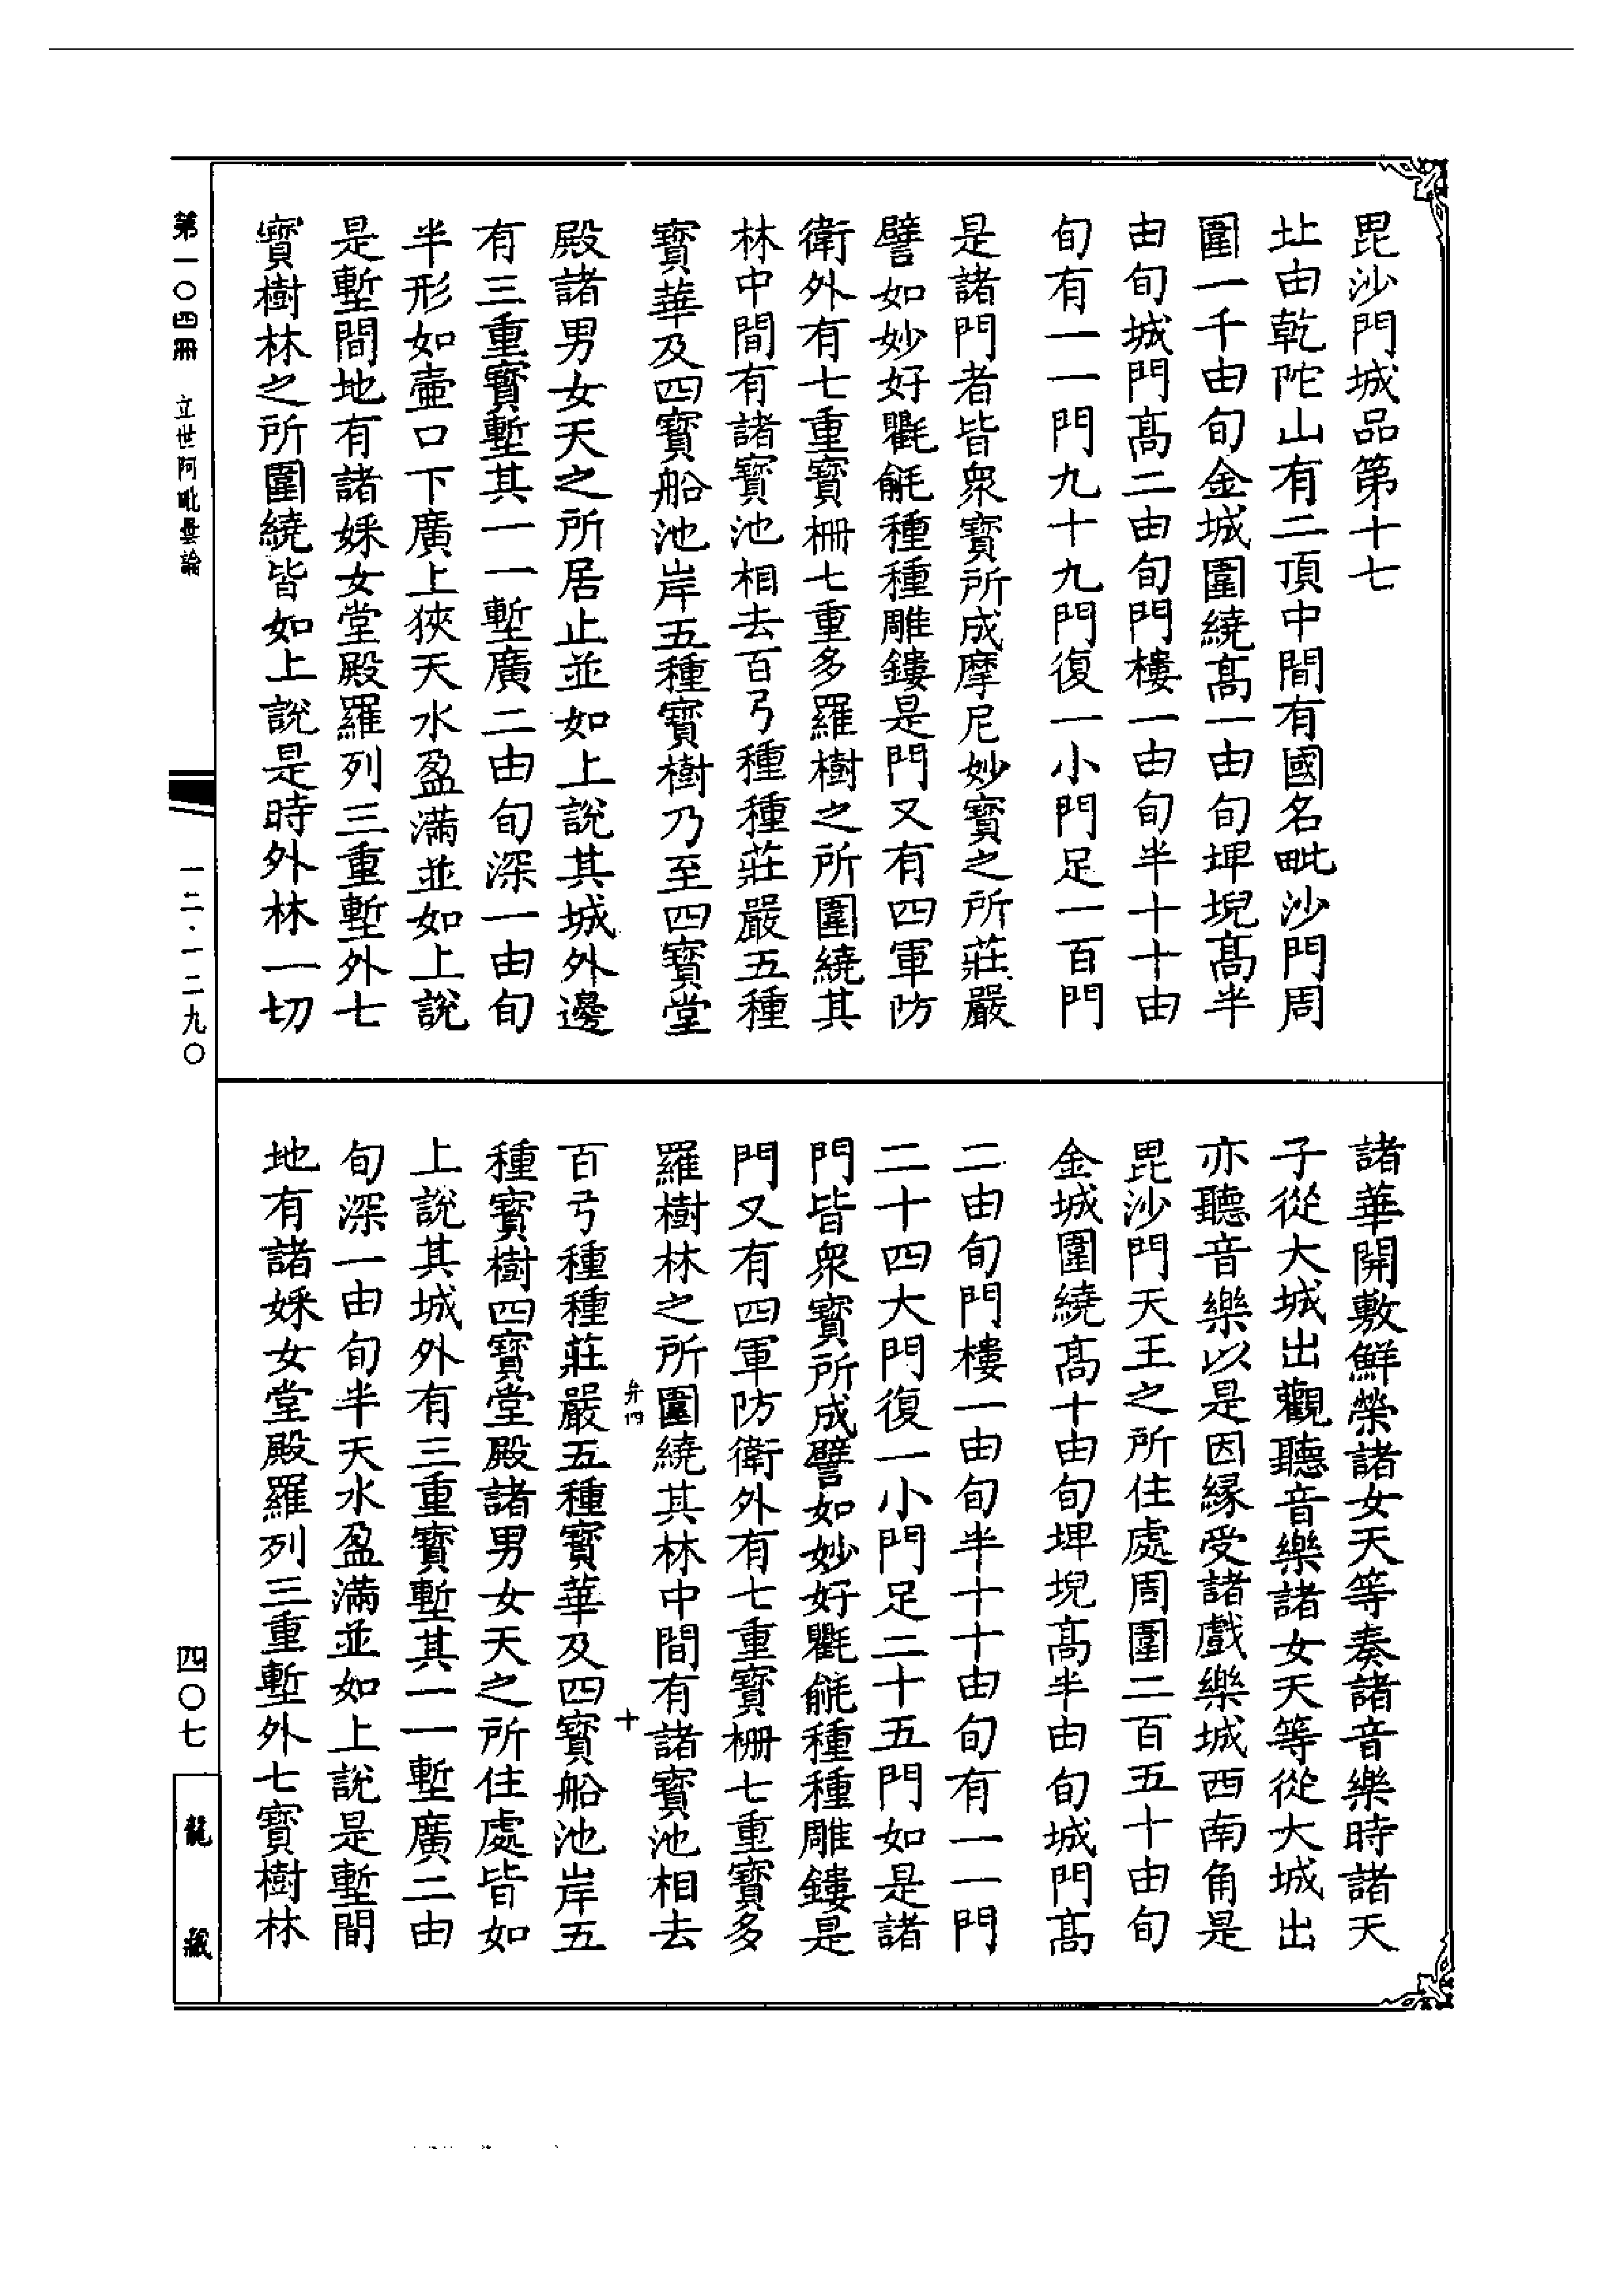 毘沙門城品第十七
北由乾陀山有二頂中間有國名毗沙門周
圍一千由旬金城圍繞高一由旬埤堄高半
由旬城門高二由旬門樓一由旬半十十由
旬有一一門九十九門復一小門足一百門
是諸門者皆衆寶所成摩尼妙寶之所莊嚴
譬如妙好氍毹種種雕鏤是門又有四軍防
衛外有七重寶柵七重多羅樹之所圍繞其
林中間有諸寶池相去百弓種種莊嚴五種
寶華及四寶船池岸五種寶樹乃至四寶堂
殿諸男女天之所居止並如上說其城外邊
有三重寶塹其一一塹廣二由旬深一由旬
半形如壷口下廣上狹天水盈滿並如上說
是塹間地有諸婇女堂殿羅列三重塹外七
寶樹林之所圍繞皆如上說是時外林一切
諸華開敷鮮榮諸女天等奏諸音樂時諸天
子從大城出觀聽音樂諸女天等從大城出
亦聽音樂以是因緣受諸戲樂城西南角是
毘沙門天王之所住處周圍二百五十由旬
金城圍繞高十由旬埤堄高半由旬城門高
二由旬門樓一由旬半十十由旬有一一門
二十四大門復一小門足二十五門如是諸
門皆衆寶所成譬如妙好氍毹種種雕鏤是
門又有四軍防衛外有七重寶柵七重寶多
羅樹林之所圍繞其林中間有諸寶池相去
弁四 十
百弓種種莊嚴五種寶華及四寶船池岸五
種寶樹四寶堂殿諸男女天之所住處皆如
上說其城外有三重寶塹其一一塹廣二由
旬深一由旬半天水盈滿並如上說是塹間
地有諸婇女堂殿羅列三重塹外七寶樹林
第一〇四冊 立世阿毗曇論
一二·一二九〇
四〇七
龍藏